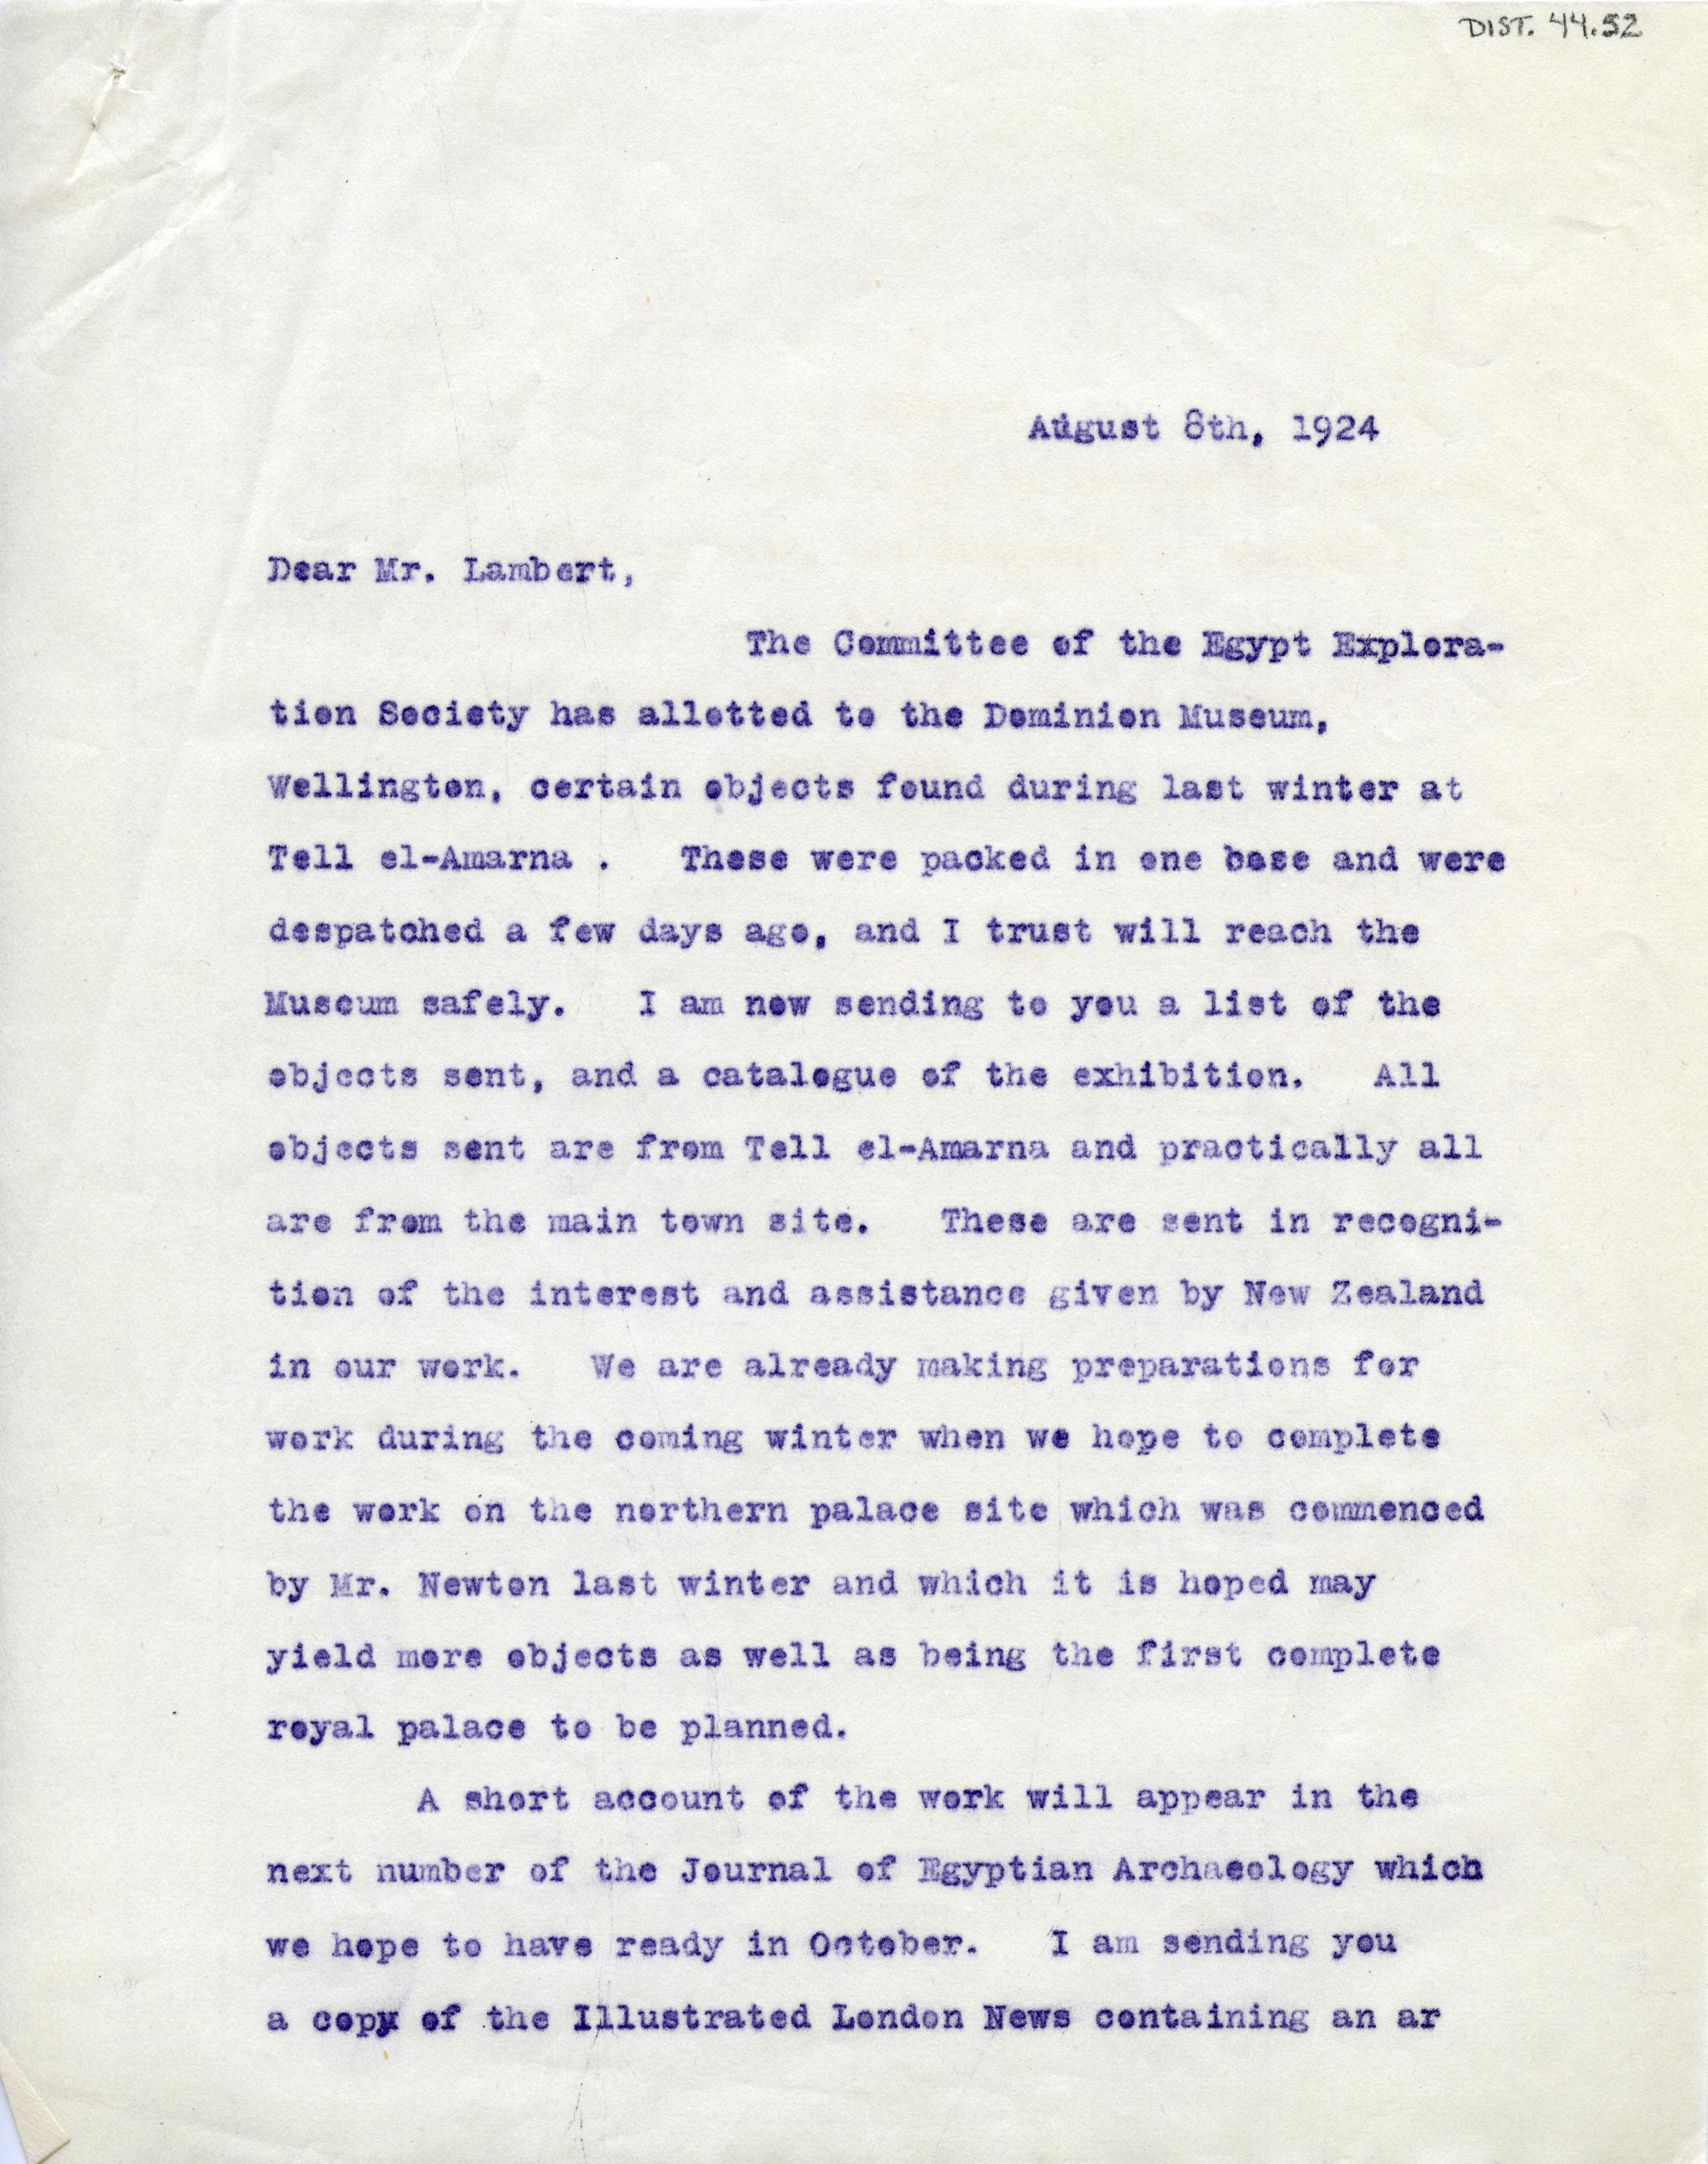 DIST. 44.52
August 8th, 1924
Dear Mr. Lambert,
The Committee of the Egypt Explora-
tion Society has allotted to the Dominion Museum,
Wellington, certain objects found during last winter at
Tell el-Amarna . These were packed in one base and were
despatched a few days ago, and I trust will reach the
Museum safely. I am now sending to you a list of the
objects sent, and a catalogue of the exhibition. All
objects sent are from Tell el-Amarna and practically all
are from the main town site. These are sent in recogni-
tion of the interest and assistance given by New Zealand
in our work. We are already making preparations for
work during the coming winter when we hope to complete
the work on the northern palace site which was commenced
by Mr. Newton last winter and which it is hoped may
yield more objects as well as being the first complete
royal palace to be planned.
A short account of the work will appear in the
next number of the Journal of Egyptian Archaeology which
we hope to have ready in October. I am sending you
a copy of the Illustrated London News containing an ar